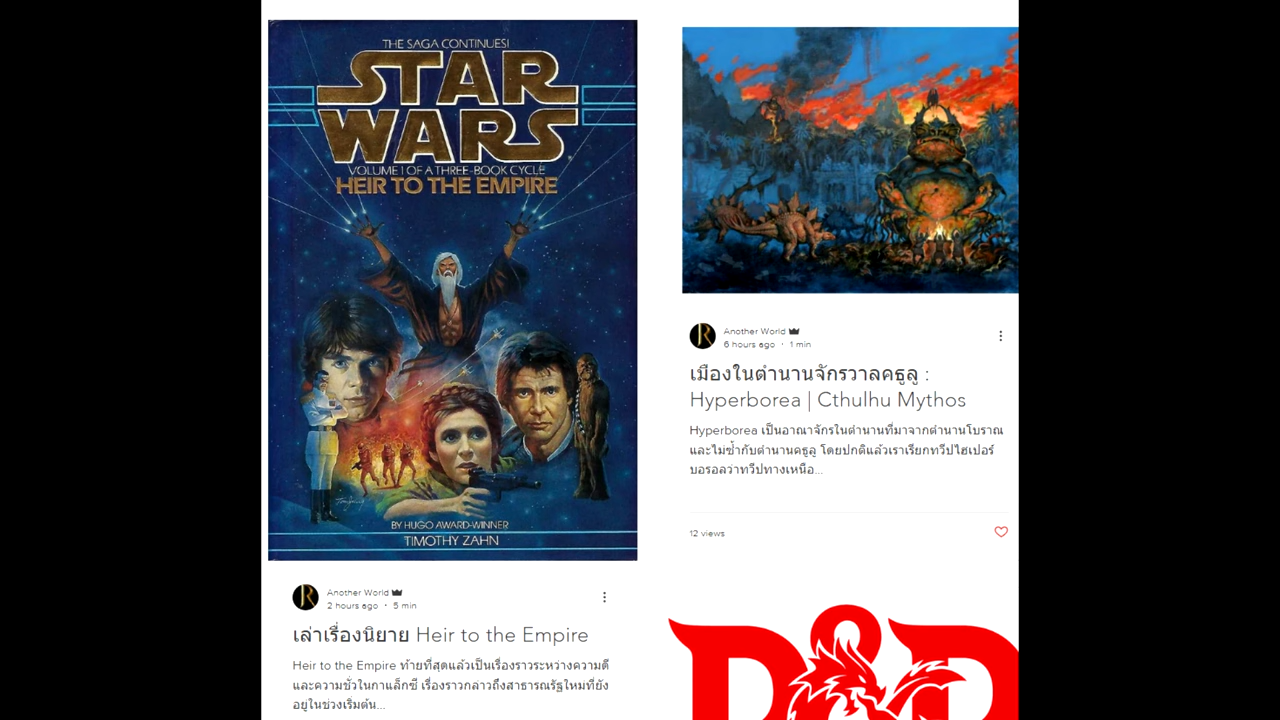 THE SAGA CONTINUES!
STAR
WARS
VOLUME I OF A THREE-BOOK CYCLE
HEIR TO THE EMPIRE
BY HUGO AWARD-WINNER
TIMOTHY ZAHN
Another World
2 hours ago · 5 min
เล่าเรื่องนิยาย Heir to the Empire
Heir to the Empire ท้ายที่สุดแล้วเป็นเรื่องราวระหว่างความดี
และความชั่วในกาแล็กซี เรื่องราวกล่าวถึงสาธารณรัฐใหม่ที่ยัง
อยู่ในช่วงเริ่มต้น...
Another World
6 hours ago · 1 min
เมืองในตำนานจักรวาลคธูลู :
Hyperborea | Cthulhu Mythos
Hyperborea เป็นอาณาจักรในตำนานที่มาจากตำนานโบราณ
และไม่ซ้ำกับตำนานคธูลู โดยปกติแล้วเราเรียกทวีปไฮเปอร์
บอรอลว่าทวีปทางเหนือ...
12 views
D&D